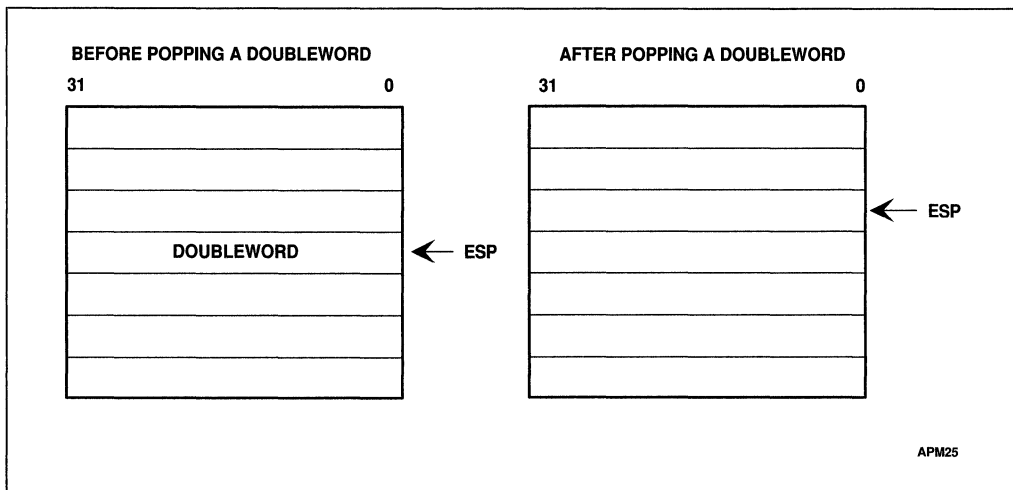 BEFORE POPPING A DOUBLEWORD
31 0
DOUBLEWORD
ESP
AFTER POPPING A DOUBLEWORD
31 0
ESP
APM25